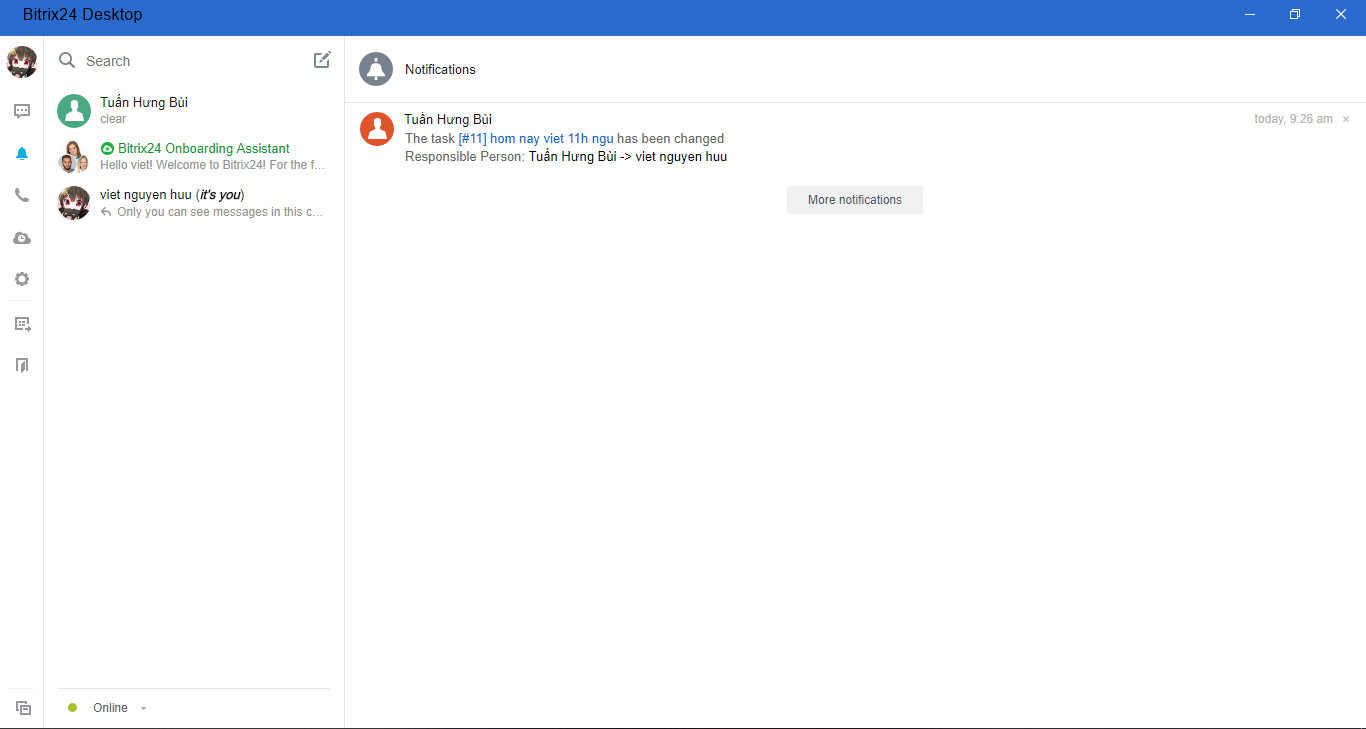 Bitrix24 Desktop
Search
Tuấn Hưng Bùi
clear
Bitrix24 Onboarding Assistant
Hello viet! Welcome to Bitrix24! For the f...
viet nguyen huu (it's you)
Only you can see messages in this c...
Online
Notifications
Tuấn Hưng Bùi
today, 9:26 am
The task [#11] hom nay viet 11h ngu has been changed
Responsible Person: Tuấn Hưng Bùi -> viet nguyen huu
More notifications